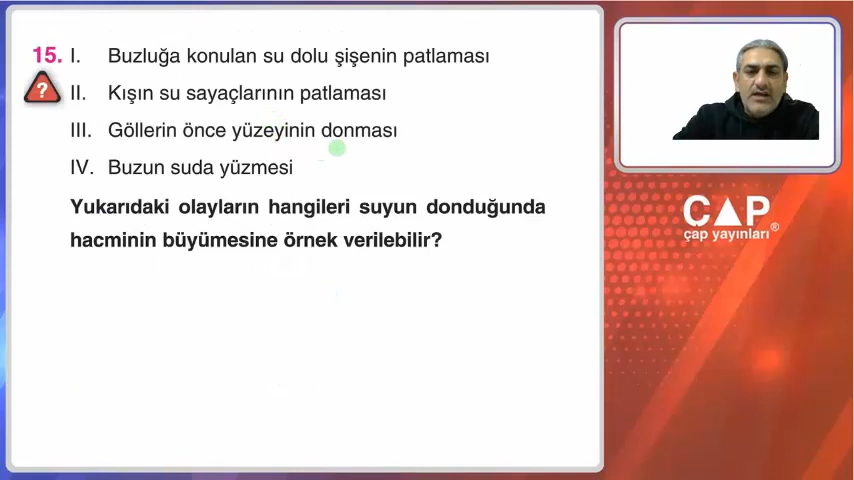 15. I. Buzluğa konulan su dolu şişenin patlaması
? II. Kışın su sayaçlarının patlaması
III. Göllerin önce yüzeyinin donması
IV. Buzun suda yüzmesi
Yukarıdaki olayların hangileri suyun donduğunda
hacminin büyümesine örnek verilebilir?
ÇAP
çap yayınları®